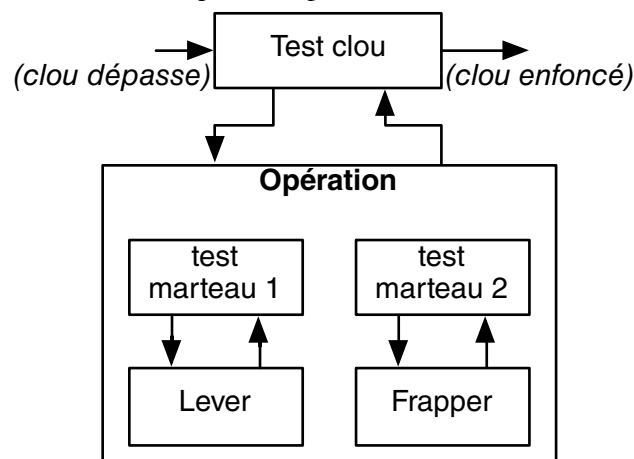 Test clou
(clou dépasse)
(clou enfoncé)
Opération
test
marteau 1
test
marteau 2
Lever
Frapper